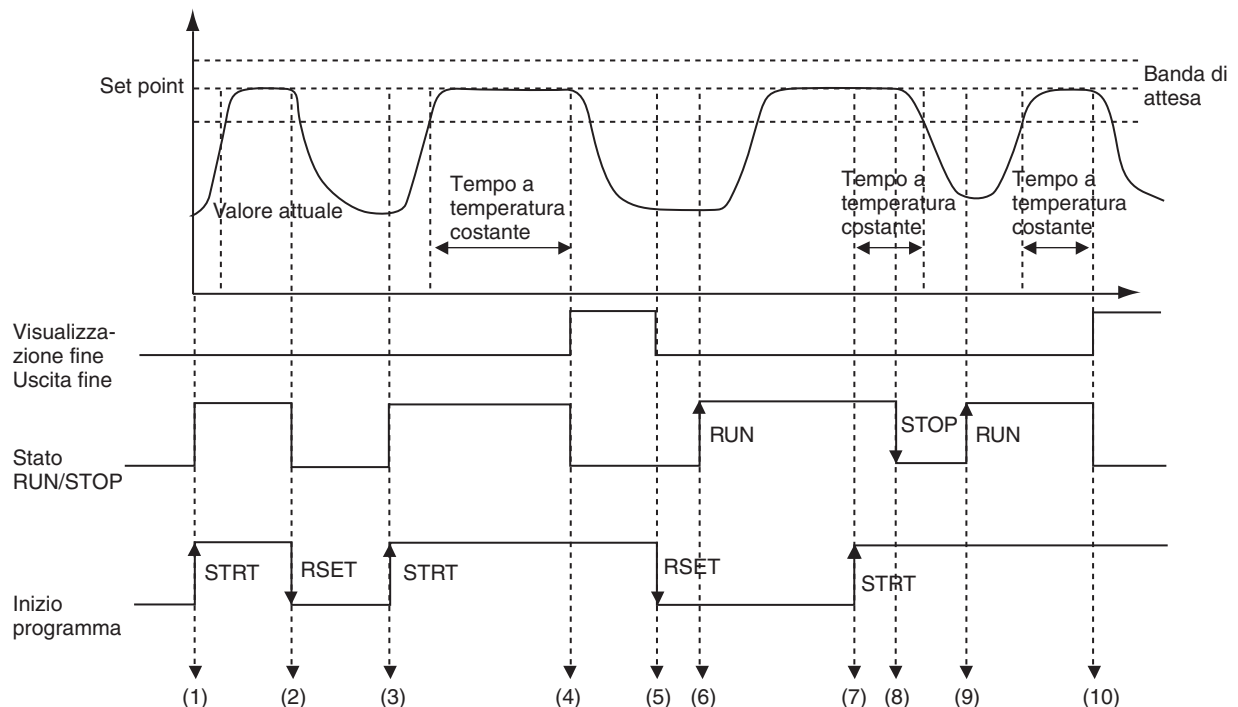 Set point
Banda di
attesa
Valore attuale
Tempo a
temperatura
costante
Tempo a
temperatura
costante
Tempo a
temperatura
costante
Visualizza-
zione fine
Uscita fine
Stato
RUN/STOP
RUN
STOP
RUN
Inizio
programma
STRT
RSET
STRT
RSET
STRT
(1)
(2)
(3)
(4)
(5)
(6)
(7)
(8)
(9)
(10)